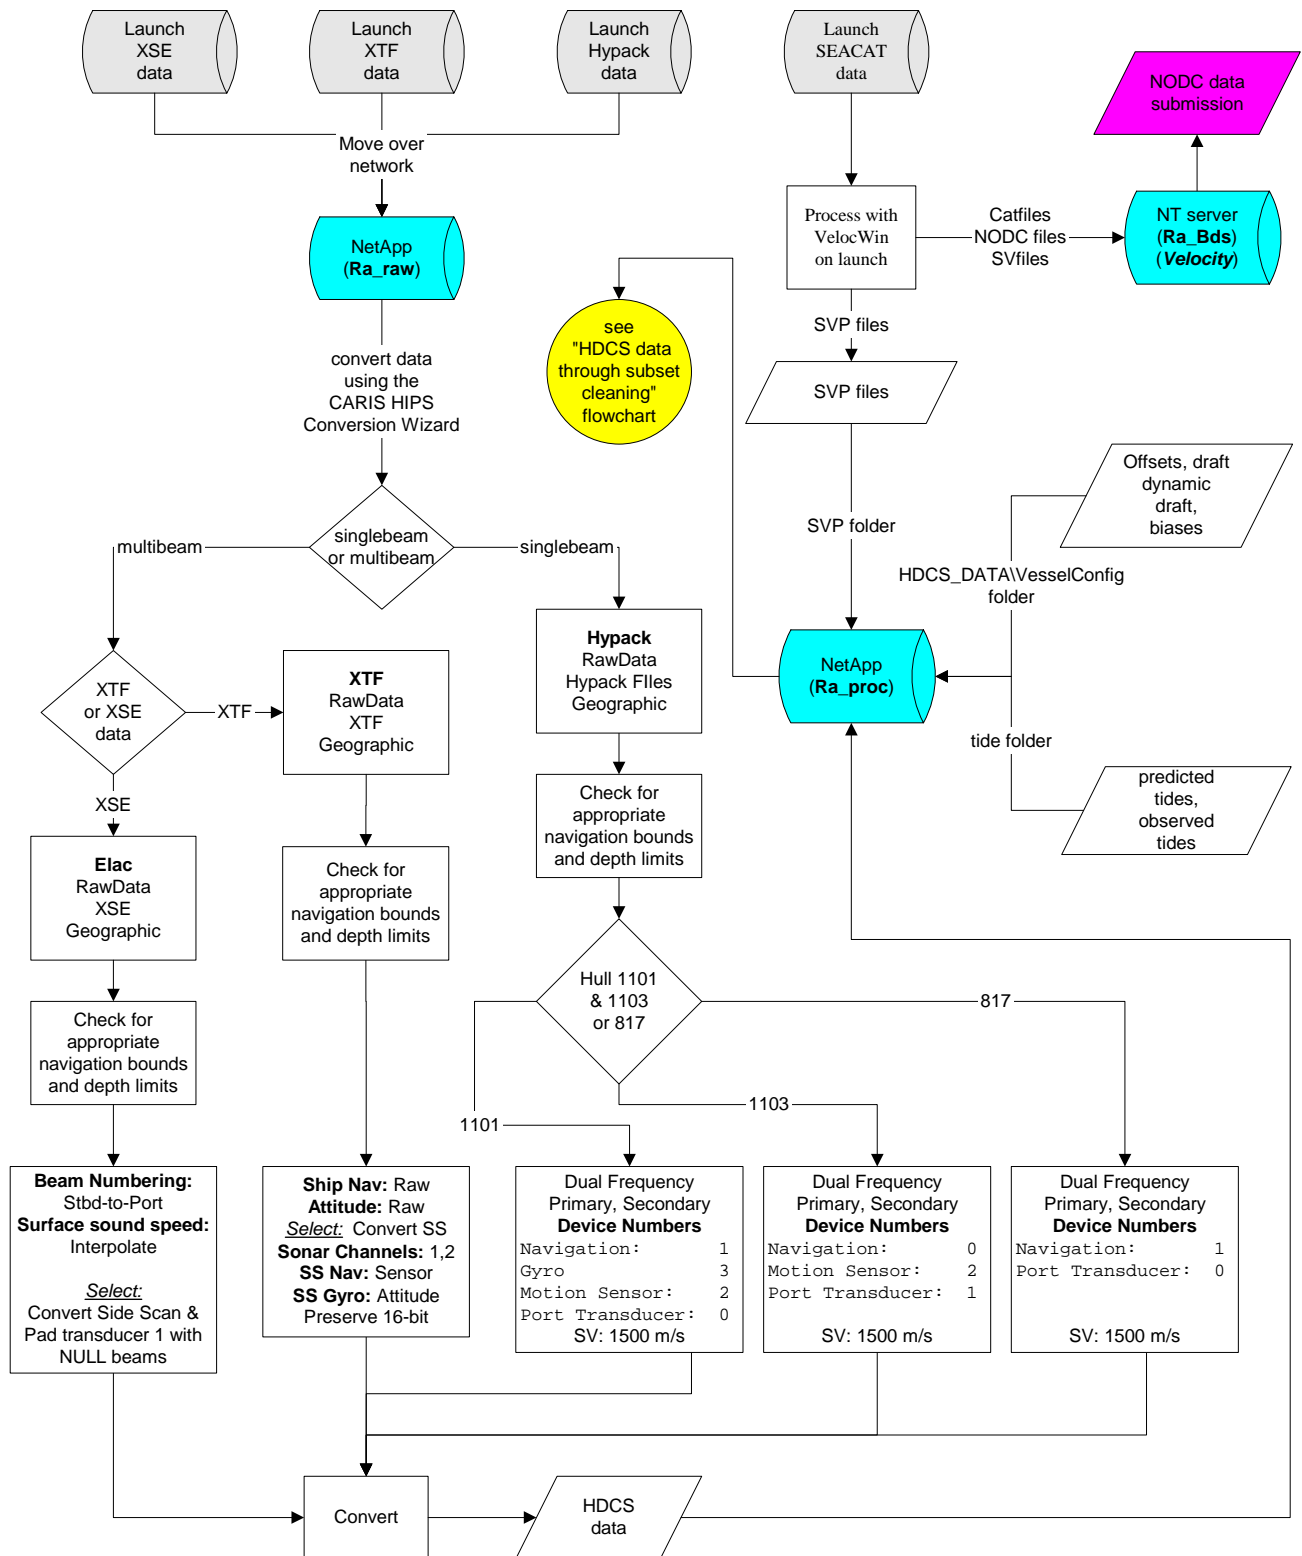 Launch
XSE
data
Launch
XTF
data
Launch
Hypack
data
Launch
SEACAT
data
NODC data
submission
Move over
network
Process with
VelocWin
on launch
Catfiles
NODC files
SVfiles
NT server
(Ra_Bds)
(Velocity)
NetApp
(Ra_raw)
see
"HDCS data
through subset
cleaning"
flowchart
SVP files
SVP files
convert data
using the
CARIS HIPS
Conversion Wizard
Offsets, draft
dynamic
draft,
biases
SVP folder
singlebeam
or multibeam
multibeam
singlebeam
HDCS_DATA\VesselConfig
folder
Hypack
RawData
Hypack FIles
Geographic
NetApp
(Ra_proc)
XTF
or XSE
data
XTF
XTF
RawData
XTF
Geographic
tide folder
predicted
tides,
observed
tides
XSE
Check for
appropriate
navigation bounds
and depth limits
Elac
RawData
XSE
Geographic
Check for
appropriate
navigation bounds
and depth limits
Hull 1101
& 1103
or 817
817
Check for
appropriate
navigation bounds
and depth limits
1103
1101
Beam Numbering:
Stbd-to-Port
Surface sound speed:
Interpolate
Select:
Convert Side Scan &
Pad transducer 1 with
NULL beams
Ship Nav: Raw
Attitude: Raw
Select: Convert SS
Sonar Channels: 1,2
SS Nav: Sensor
SS Gyro: Attitude
Preserve 16-bit
Dual Frequency
Primary, Secondary
Device Numbers
Navigation: 1
Gyro 3
Motion Sensor: 2
Port Transducer: 0
SV: 1500 m/s
Dual Frequency
Primary, Secondary
Device Numbers
Navigation: 0
Motion Sensor: 2
Port Transducer: 1
SV: 1500 m/s
Dual Frequency
Primary, Secondary
Device Numbers
Navigation: 1
Port Transducer: 0
SV: 1500 m/s
Convert
HDCS
data